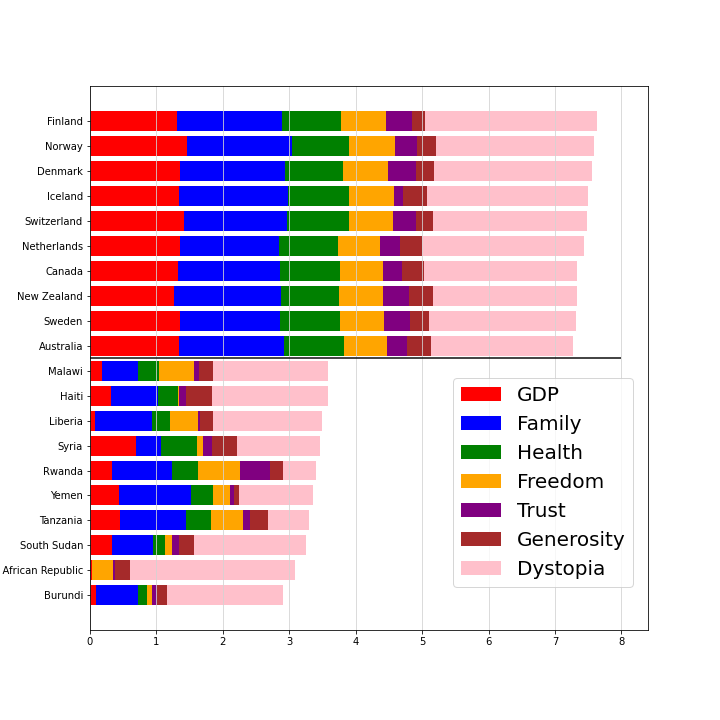 Finland
Norway
Denmark
Iceland
Switzerland
Netherlands
Canada
New Zealand
Sweden
Australia
Malawi
Haiti
Liberia
Syria
Rwanda
Yemen
Tanzania
South Sudan
African Republic
Burundi
GDP
Family
Health
Freedom
Trust
Generosity
Dystopia
0 1 2 3 4 5 6 7 8